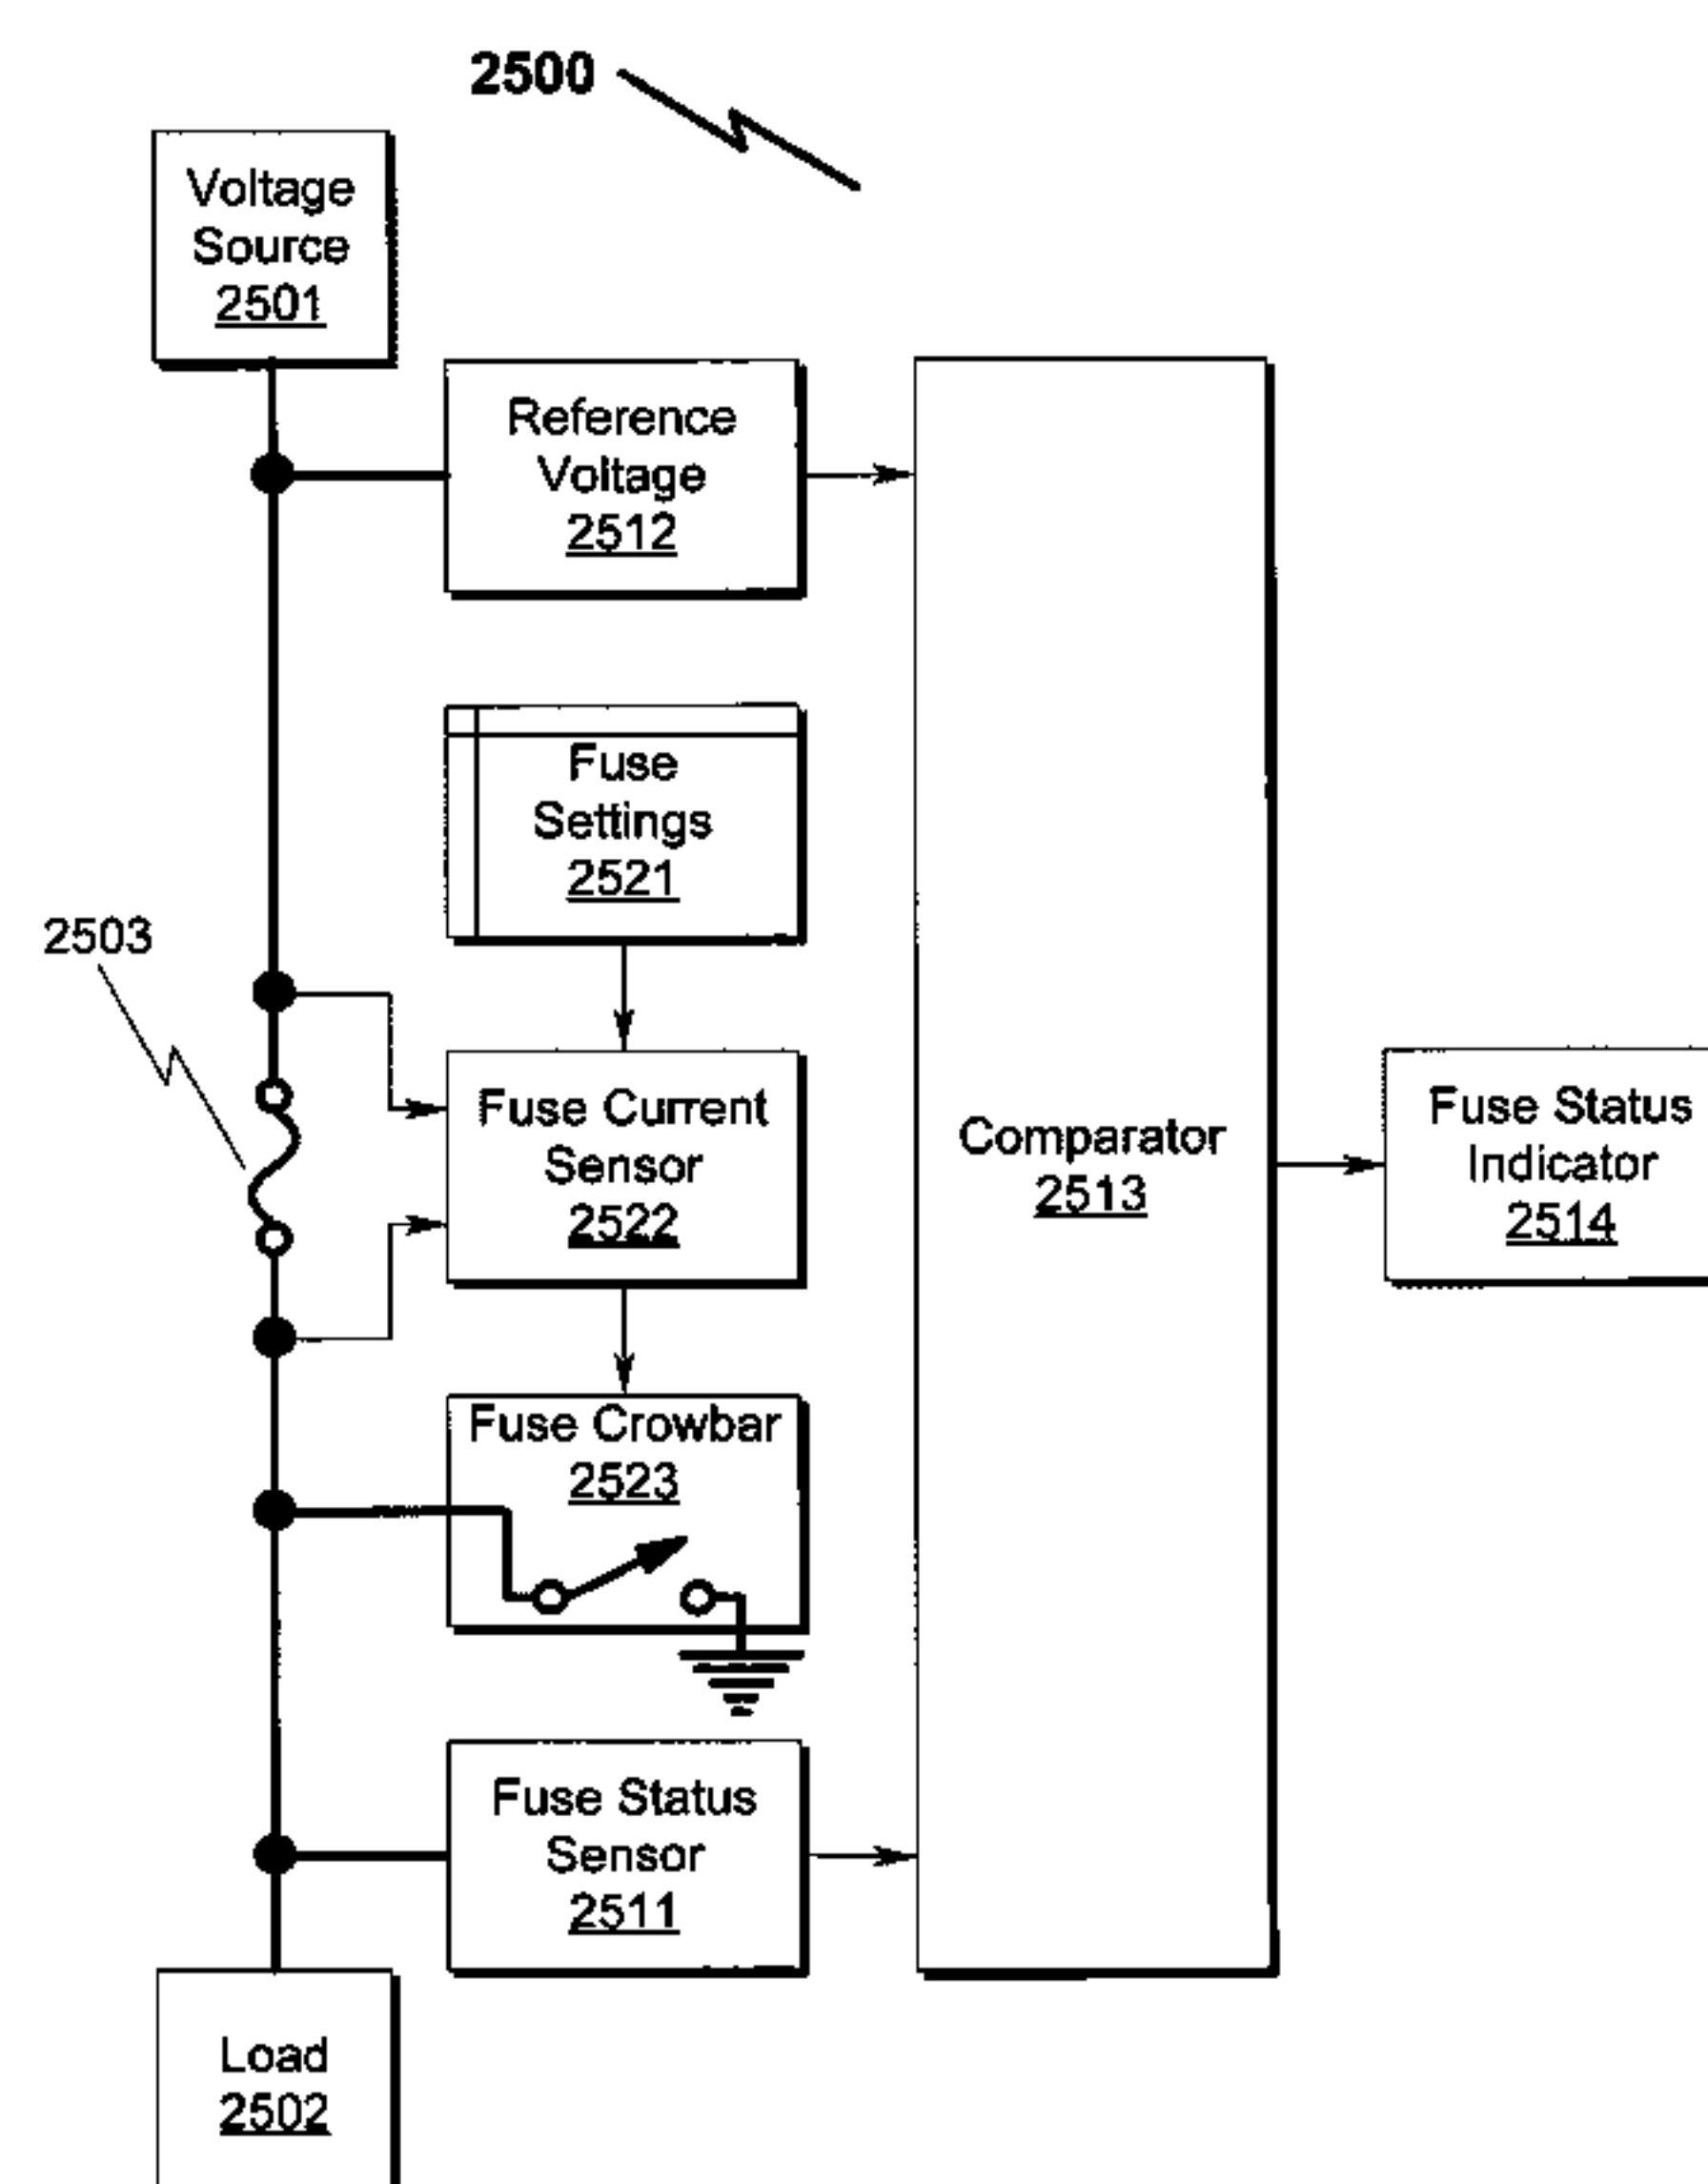 2500
Voltage
Source
2501
Reference
Voltage
2512
Fuse
Settings
2521
2503
Fuse Current
Sensor
2522
Comparator
2513
Fuse Status
Indicator
2514
Fuse Crowbar
2523
Fuse Status
Sensor
2511
Load
2502